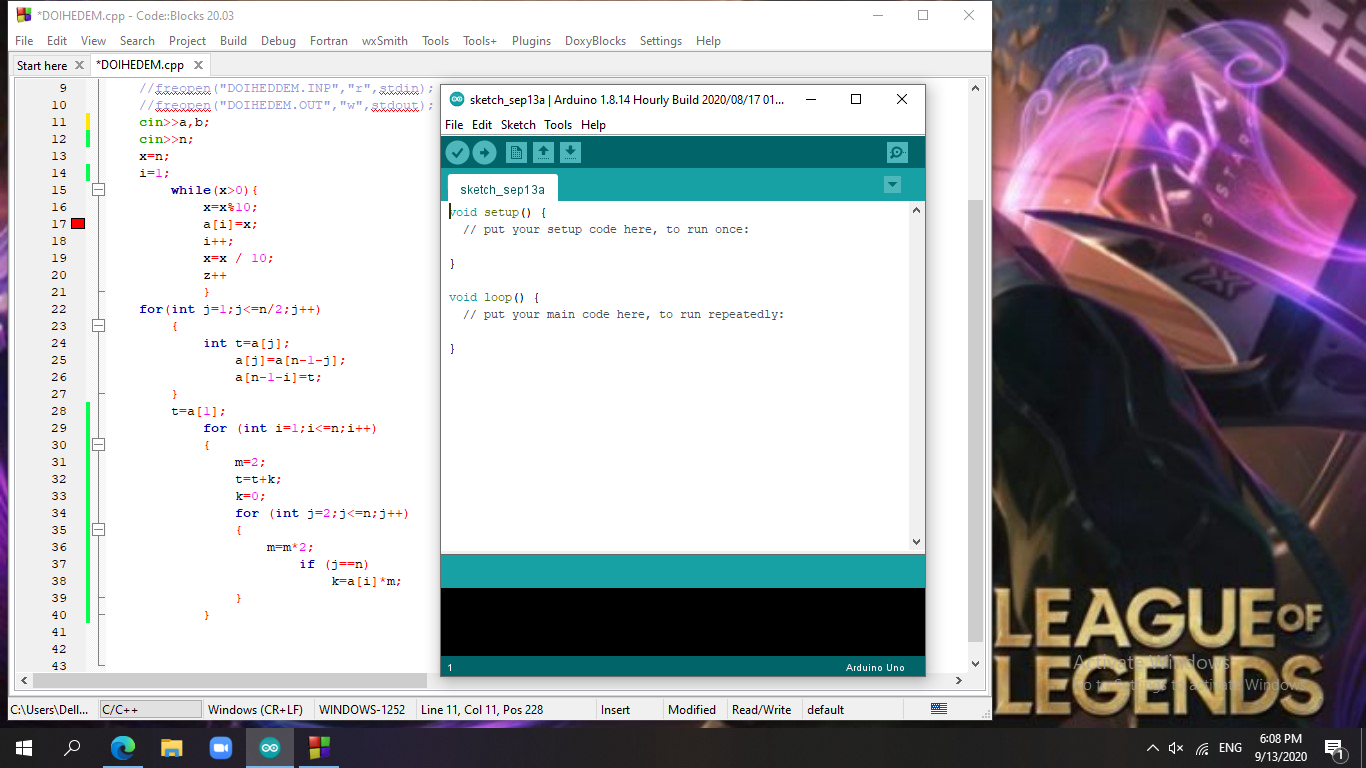 *DOIHEDEM.cpp - Code::Blocks 20.03
File Edit View Search Project Build Debug Fortran wxSmith Tools Tools+ Plugins DoxyBlocks Settings Help
Start here
*DOIHEDEM.cpp
9 //freopen("DOIHEDDEM.INP","r",stdin);
10 //freopen("DOIHEDEM.OUT","w",stdout);
11 cin>>a,b;
12 cin>>n;
13 x=n;
14 i=1;
15 while(x>0){
16 x=x%10;
17 a[i]=x;
18 i++;
19 x=x / 10;
20 z++
21 }
22 for(int j=1;j<=n/2;j++)
23 {
24 int t=a[j];
25 a[j]=a[n-1-j];
26 a[n-1-i]=t;
27 }
28 t=a[1];
29 for (int i=1;i<=n;i++)
30 {
31 m=2;
32 t=t+k;
33 k=0;
34 for (int j=2;j<=n;j++)
35 {
36 m=m*2;
37 if (j==n)
38 k=a[i]*m;
39 }
40 }
41
42
43
C:\Users\Dell... C/C++ Windows (CR+LF) WINDOWS-1252 Line 11, Col 11, Pos 228 Insert Modified Read/Write default
sketch_sep13a | Arduino 1.8.14 Hourly Build 2020/08/17 01...
File Edit Sketch Tools Help
sketch_sep13a
void setup() {
// put your setup code here, to run once:
}
void loop() {
// put your main code here, to run repeatedly:
}
1 Arduino Uno
START
LEAGUE OF
LEGENDS
Activate Windows
Go to Settings to activate Windows.
ENG
6:08 PM
9/13/2020
1